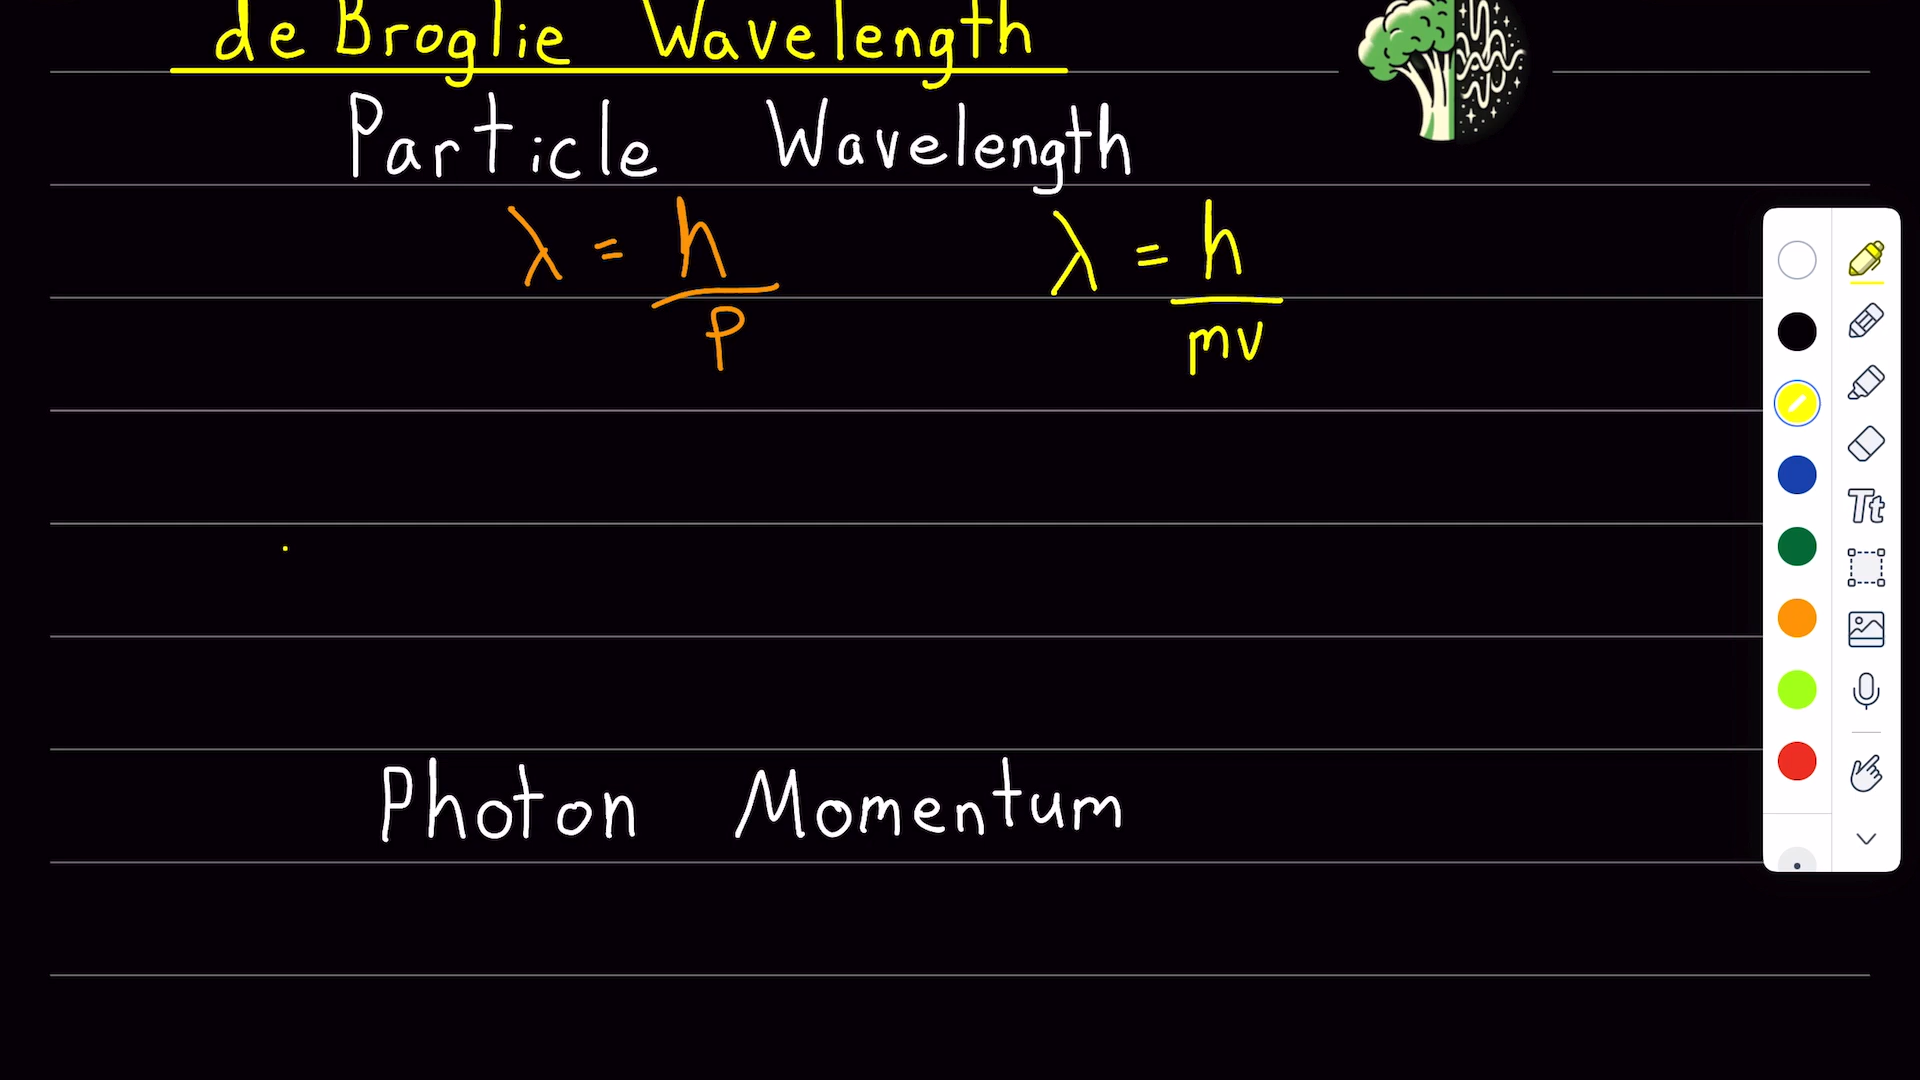 de Broglie Wavelength
Particle Wavelength
λ = h/p λ = h/mv
Photon Momentum
Tt